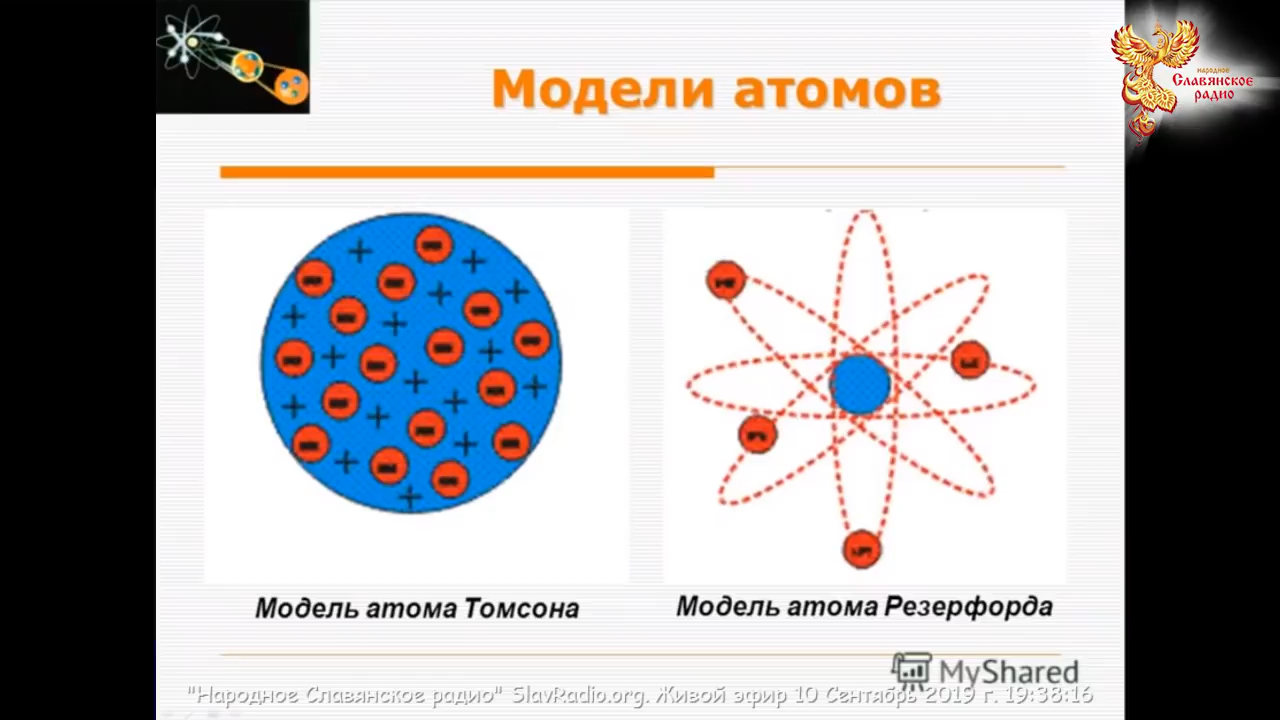 Модели атомов
народное
Славянское
радио
Модель атома Томсона
Модель атома Резерфорда
MyShared
"Народное Славянское радио" SlavRadio.org. Живой эфир 10 Сентябрь 2019 г. 19:38:16